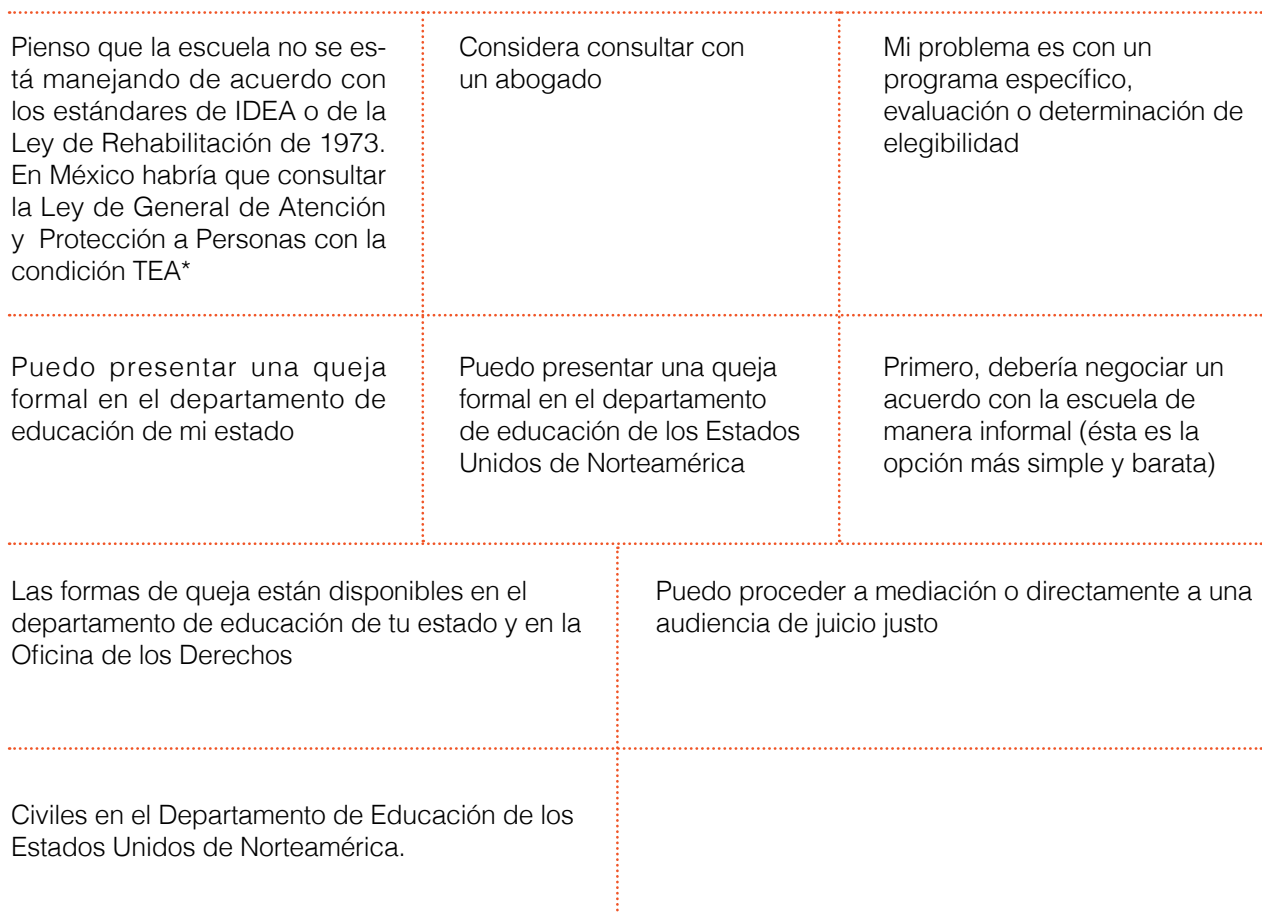 Pienso que la escuela no se es-
tá manejando de acuerdo con
los estándares de IDEA o de la
Ley de Rehabilitación de 1973.
En México habría que consultar
la Ley de General de Atención
y  Protección a Personas con la
condición TEA*
Considera consultar con
un abogado
Mi problema es con un
programa específico,
evaluación o determinación de
elegibilidad
Puedo presentar una queja
formal en el departamento de
educación de mi estado
Puedo presentar una queja
formal en el departamento
de educación de los Estados
Unidos de Norteamérica
Primero, debería negociar un
acuerdo con la escuela de
manera informal (ésta es la
opción más simple y barata)
Las formas de queja están disponibles en el
departamento de educación de tu estado y en la
Oficina de los Derechos
Puedo proceder a mediación o directamente a una
audiencia de juicio justo
Civiles en el Departamento de Educación de los
Estados Unidos de Norteamérica.